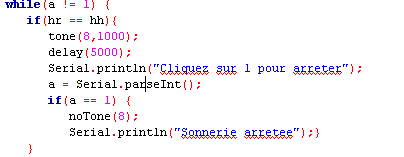 while(a != 1) {
if(hr == hh){
tone(8,1000);
delay(5000);
Serial.println("Cliquez sur 1 pour arreter");
a = Serial.parseInt();
if(a == 1) {
noTone(8);
Serial.println("Sonnerie arretee");}
}